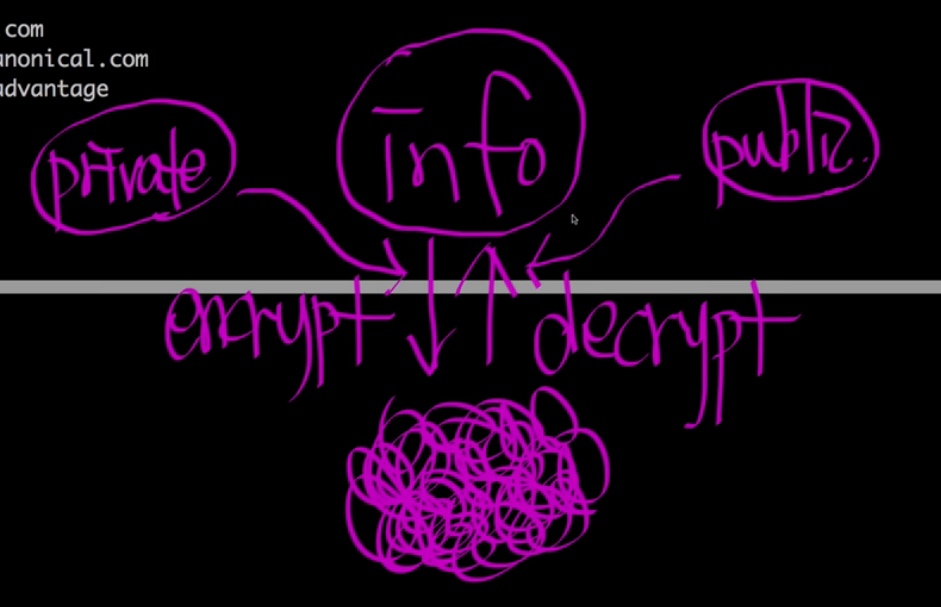 .com
anonical.com
advantage
private
info
public
encrypt
decrypt